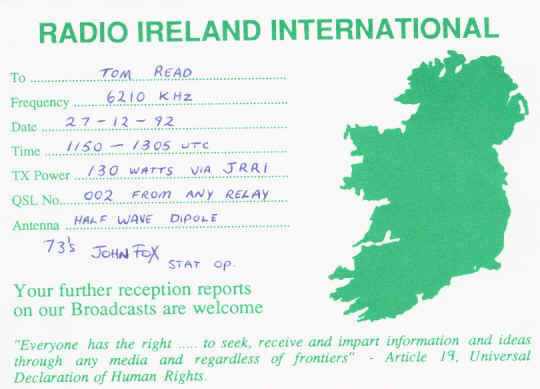 RADIO IRELAND INTERNATIONAL
To TOM READ
Frequency 6210 KHz
Date 27-12-92
Time 1150 - 1305 UTC
TX Power 130 WATTS VIA JRRI
QSL No. 002 FROM ANY RELAY
Antenna HALF WAVE DIPOLE
73's JOHN FOX
STAT OP.
Your further reception reports
on our Broadcasts are welcome
"Everyone has the right ..... to seek, receive and impart information and ideas
through any media and regardless of frontiers" - Article 19, Universal
Declaration of Human Rights.